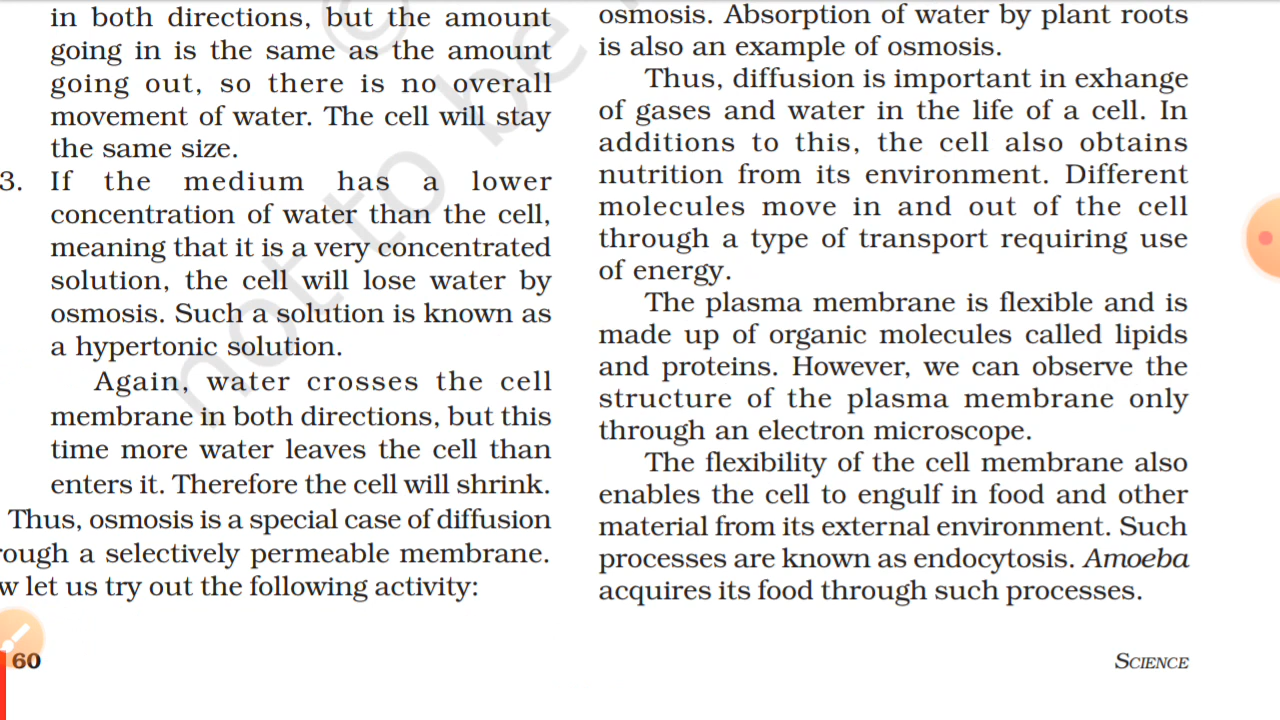 in both directions, but the amount
going in is the same as the amount
going out, so there is no overall
movement of water. The cell will stay
the same size.
3. If the medium has a lower
concentration of water than the cell,
meaning that it is a very concentrated
solution, the cell will lose water by
osmosis. Such a solution is known as
a hypertonic solution.
Again, water crosses the cell
membrane in both directions, but this
time more water leaves the cell than
enters it. Therefore the cell will shrink.
Thus, osmosis is a special case of diffusion
rough a selectively permeable membrane.
w let us try out the following activity:
osmosis. Absorption of water by plant roots
is also an example of osmosis.
Thus, diffusion is important in exhange
of gases and water in the life of a cell. In
additions to this, the cell also obtains
nutrition from its environment. Different
molecules move in and out of the cell
through a type of transport requiring use
of energy.
The plasma membrane is flexible and is
made up of organic molecules called lipids
and proteins. However, we can observe the
structure of the plasma membrane only
through an electron microscope.
The flexibility of the cell membrane also
enables the cell to engulf in food and other
material from its external environment. Such
processes are known as endocytosis. Amoeba
acquires its food through such processes.
60
SCIENCE
©
not to be